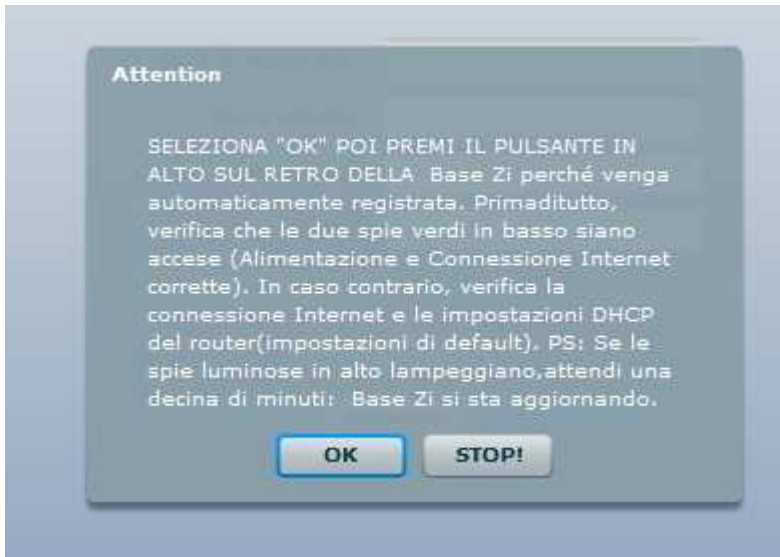 Attention
SELEZIONA "OK" POI PREMI IL PULSANTE IN
ALTO SUL RETRO DELLA  Base Zi perché venga
automaticamente registrata. Primaditutto,
verifica che le due spie verdi in basso siano
accese (Alimentazione e Connessione Internet
corrette). In caso contrario, verifica la
connessione Internet e le impostazioni DHCP
del router(impostazioni di default). PS: Se le
spie luminose in alto lampeggiano,attendi una
decina di minuti:  Base Zi si sta aggiornando.
OK STOP!